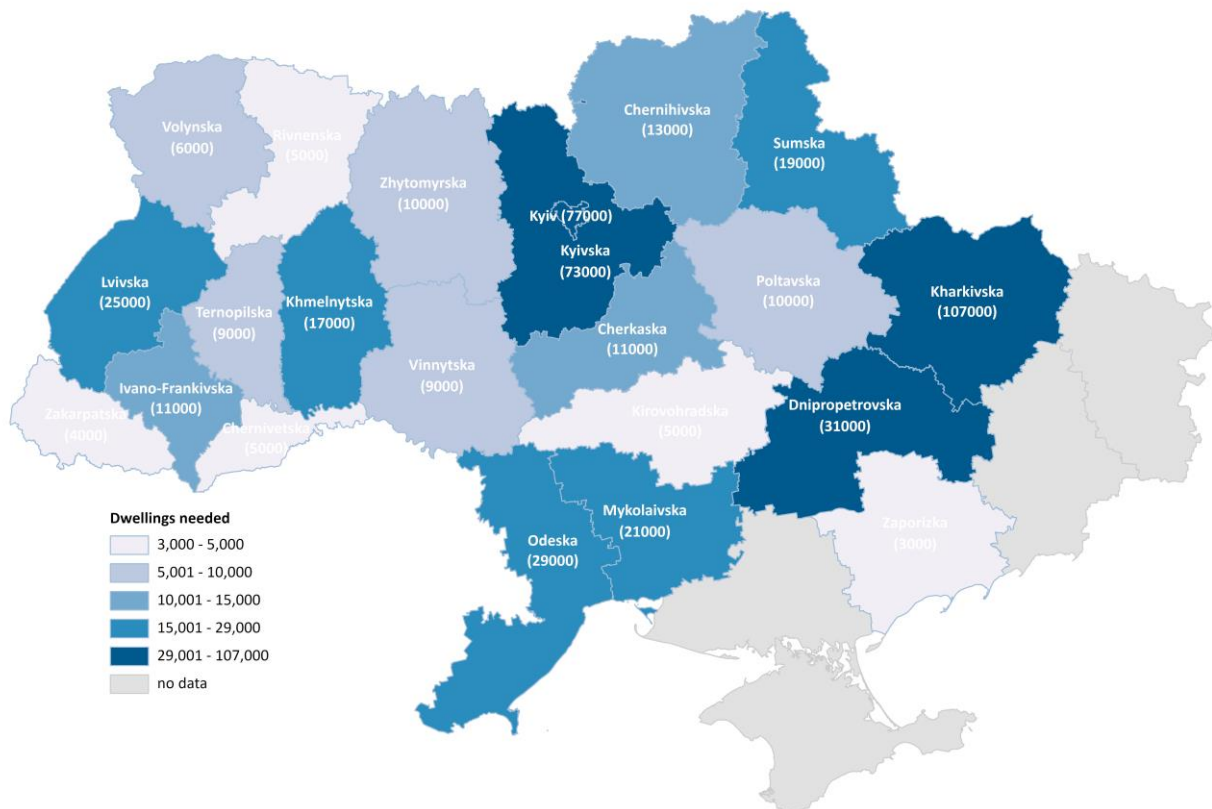 Volynska
(6000)
Rivnenska
(5000)
Zhytomyrska
(10000)
Chernihivska
(13000)
Sumska
(19000)
Kyiv (77000)
Kyivska
(73000)
Lvivska
(25000)
Ternopilska
(9000)
Khmelnytska
(17000)
Poltavska
(10000)
Kharkivska
(107000)
Cherkaska
(11000)
Vinnytska
(9000)
Ivano-Frankivska
(11000)
Zakarpatska
(4000)
Chernivetska
(5000)
Kirovohradska
(5000)
Dnipropetrovska
(31000)
Mykolaivska
(21000)
Odeska
(29000)
Zaporizka
(3000)
Dwellings needed
3,000 - 5,000
5,001 - 10,000
10,001 - 15,000
15,001 - 29,000
29,001 - 107,000
no data